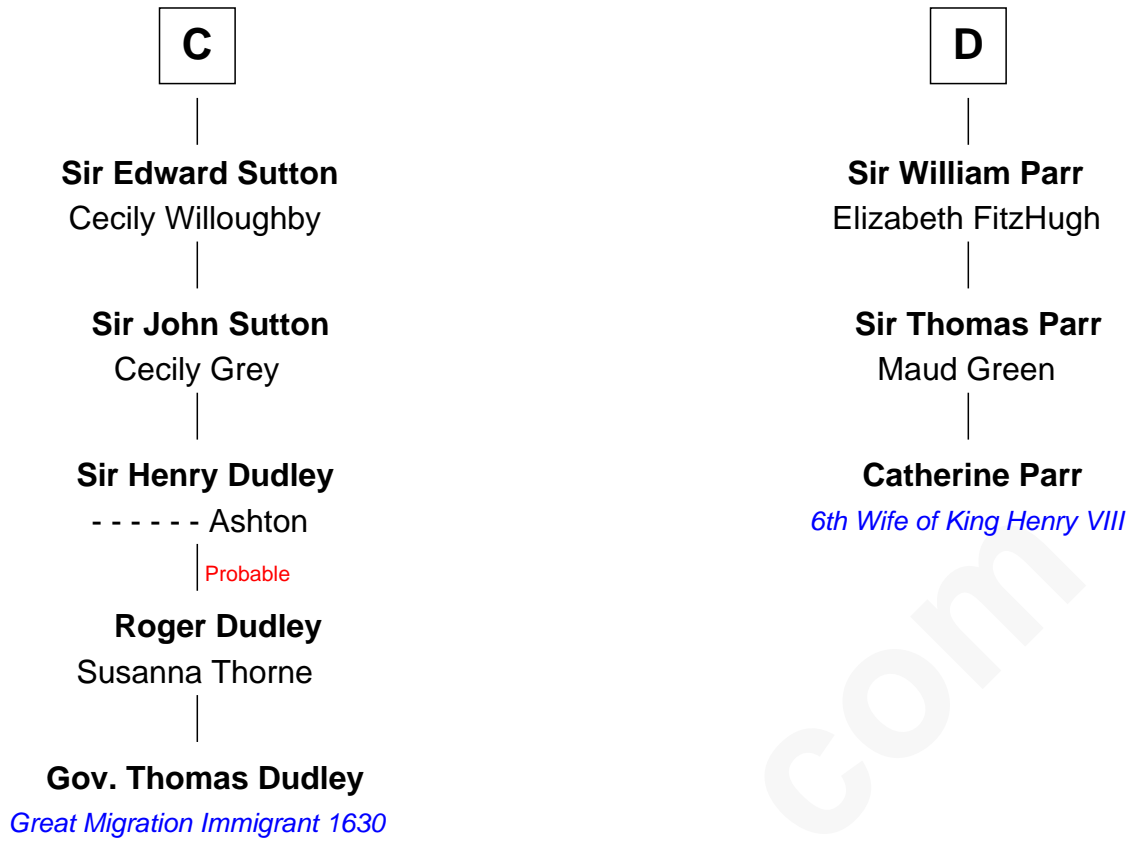 C
Sir Edward Sutton
Cecily Willoughby
Sir John Sutton
Cecily Grey
Sir Henry Dudley
- - - - - - Ashton
Probable
Roger Dudley
Susanna Thorne
Gov. Thomas Dudley
Great Migration Immigrant 1630
D
Sir William Parr
Elizabeth FitzHugh
Sir Thomas Parr
Maud Green
Catherine Parr
6th Wife of King Henry VIII
com